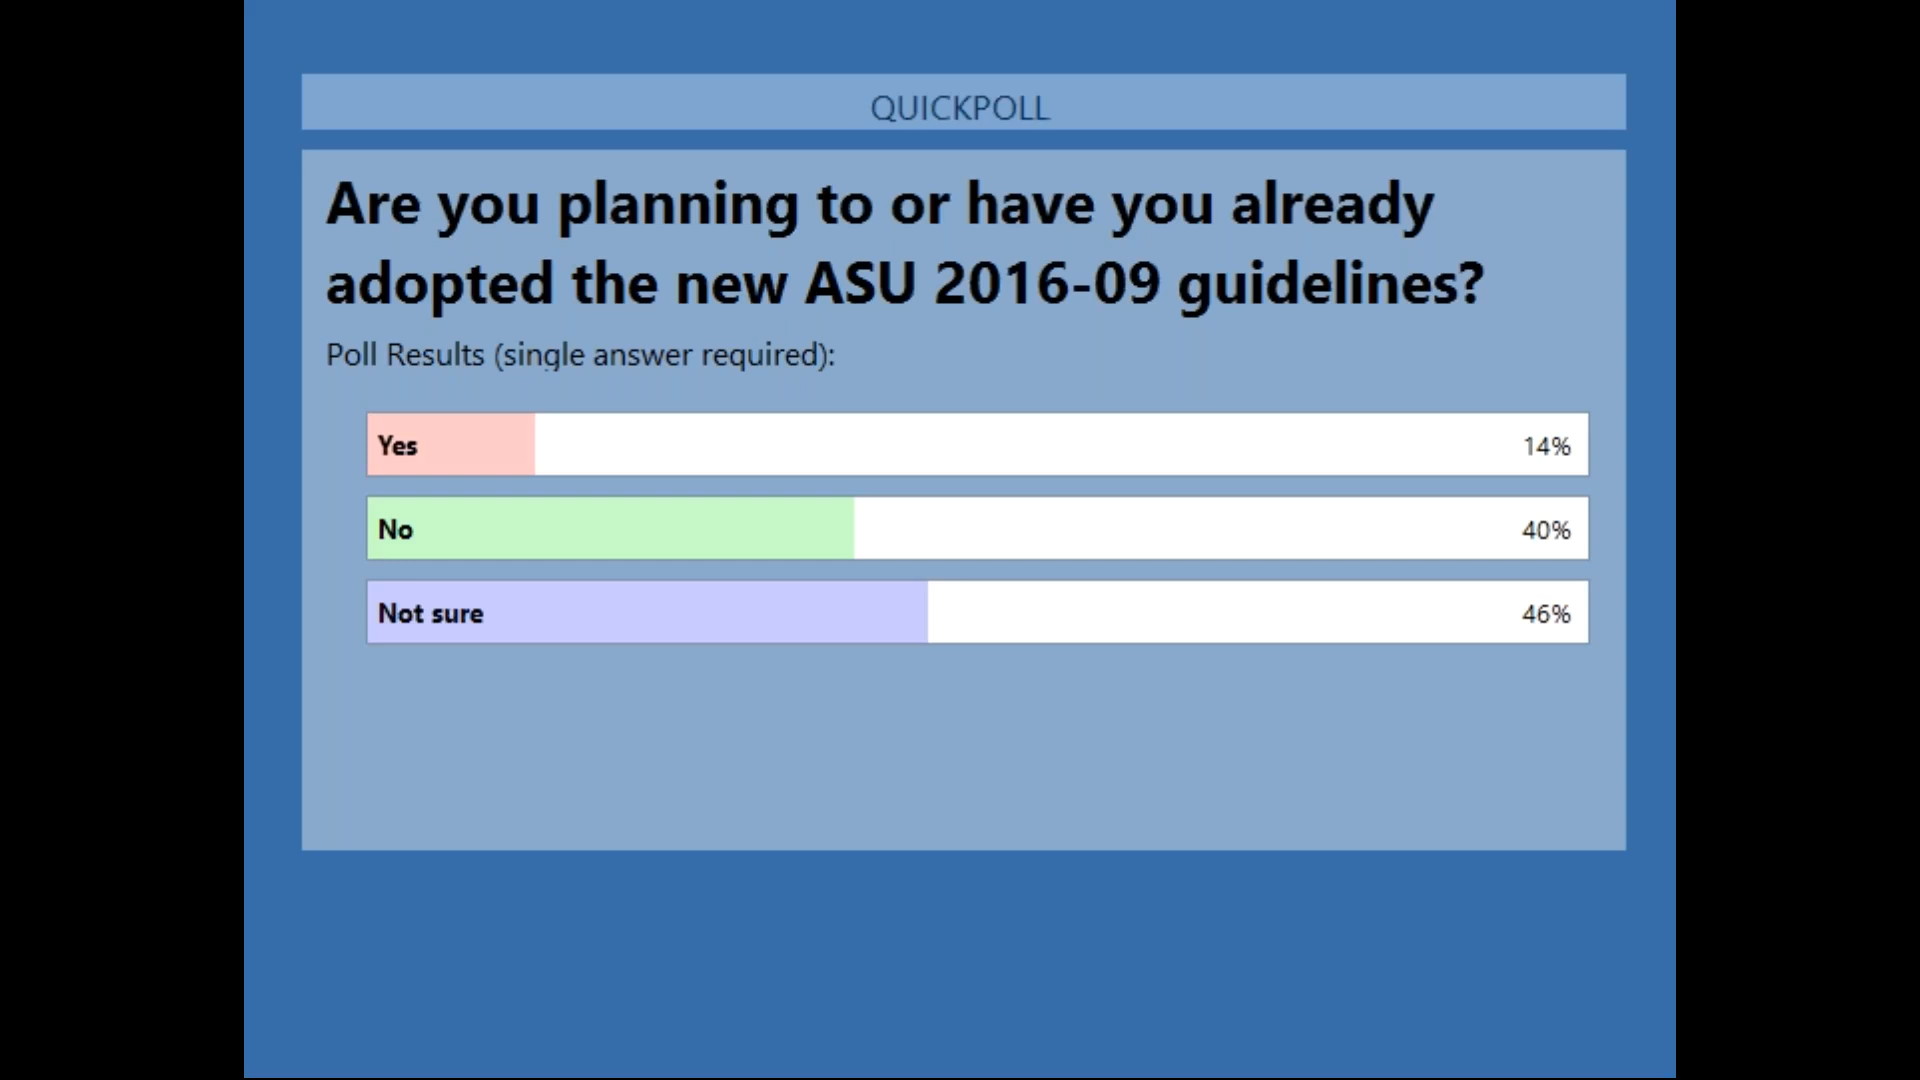 QUICKPOLL
Are you planning to or have you already
adopted the new ASU 2016-09 guidelines?
Poll Results (single answer required):
Yes 14%
No 40%
Not sure 46%